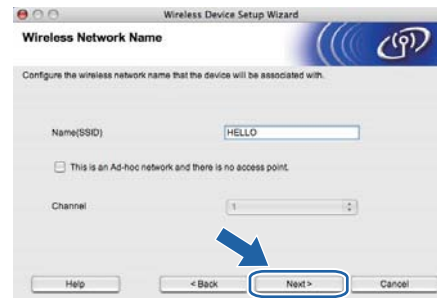 Wireless Device Setup Wizard
Wireless Network Name
Configure the wireless network name that the device will be associated with.
Name(SSID)
HELLO
This is an Ad-hoc network and there is no access point.
Channel
1
Help
< Back
Next >
Cancel